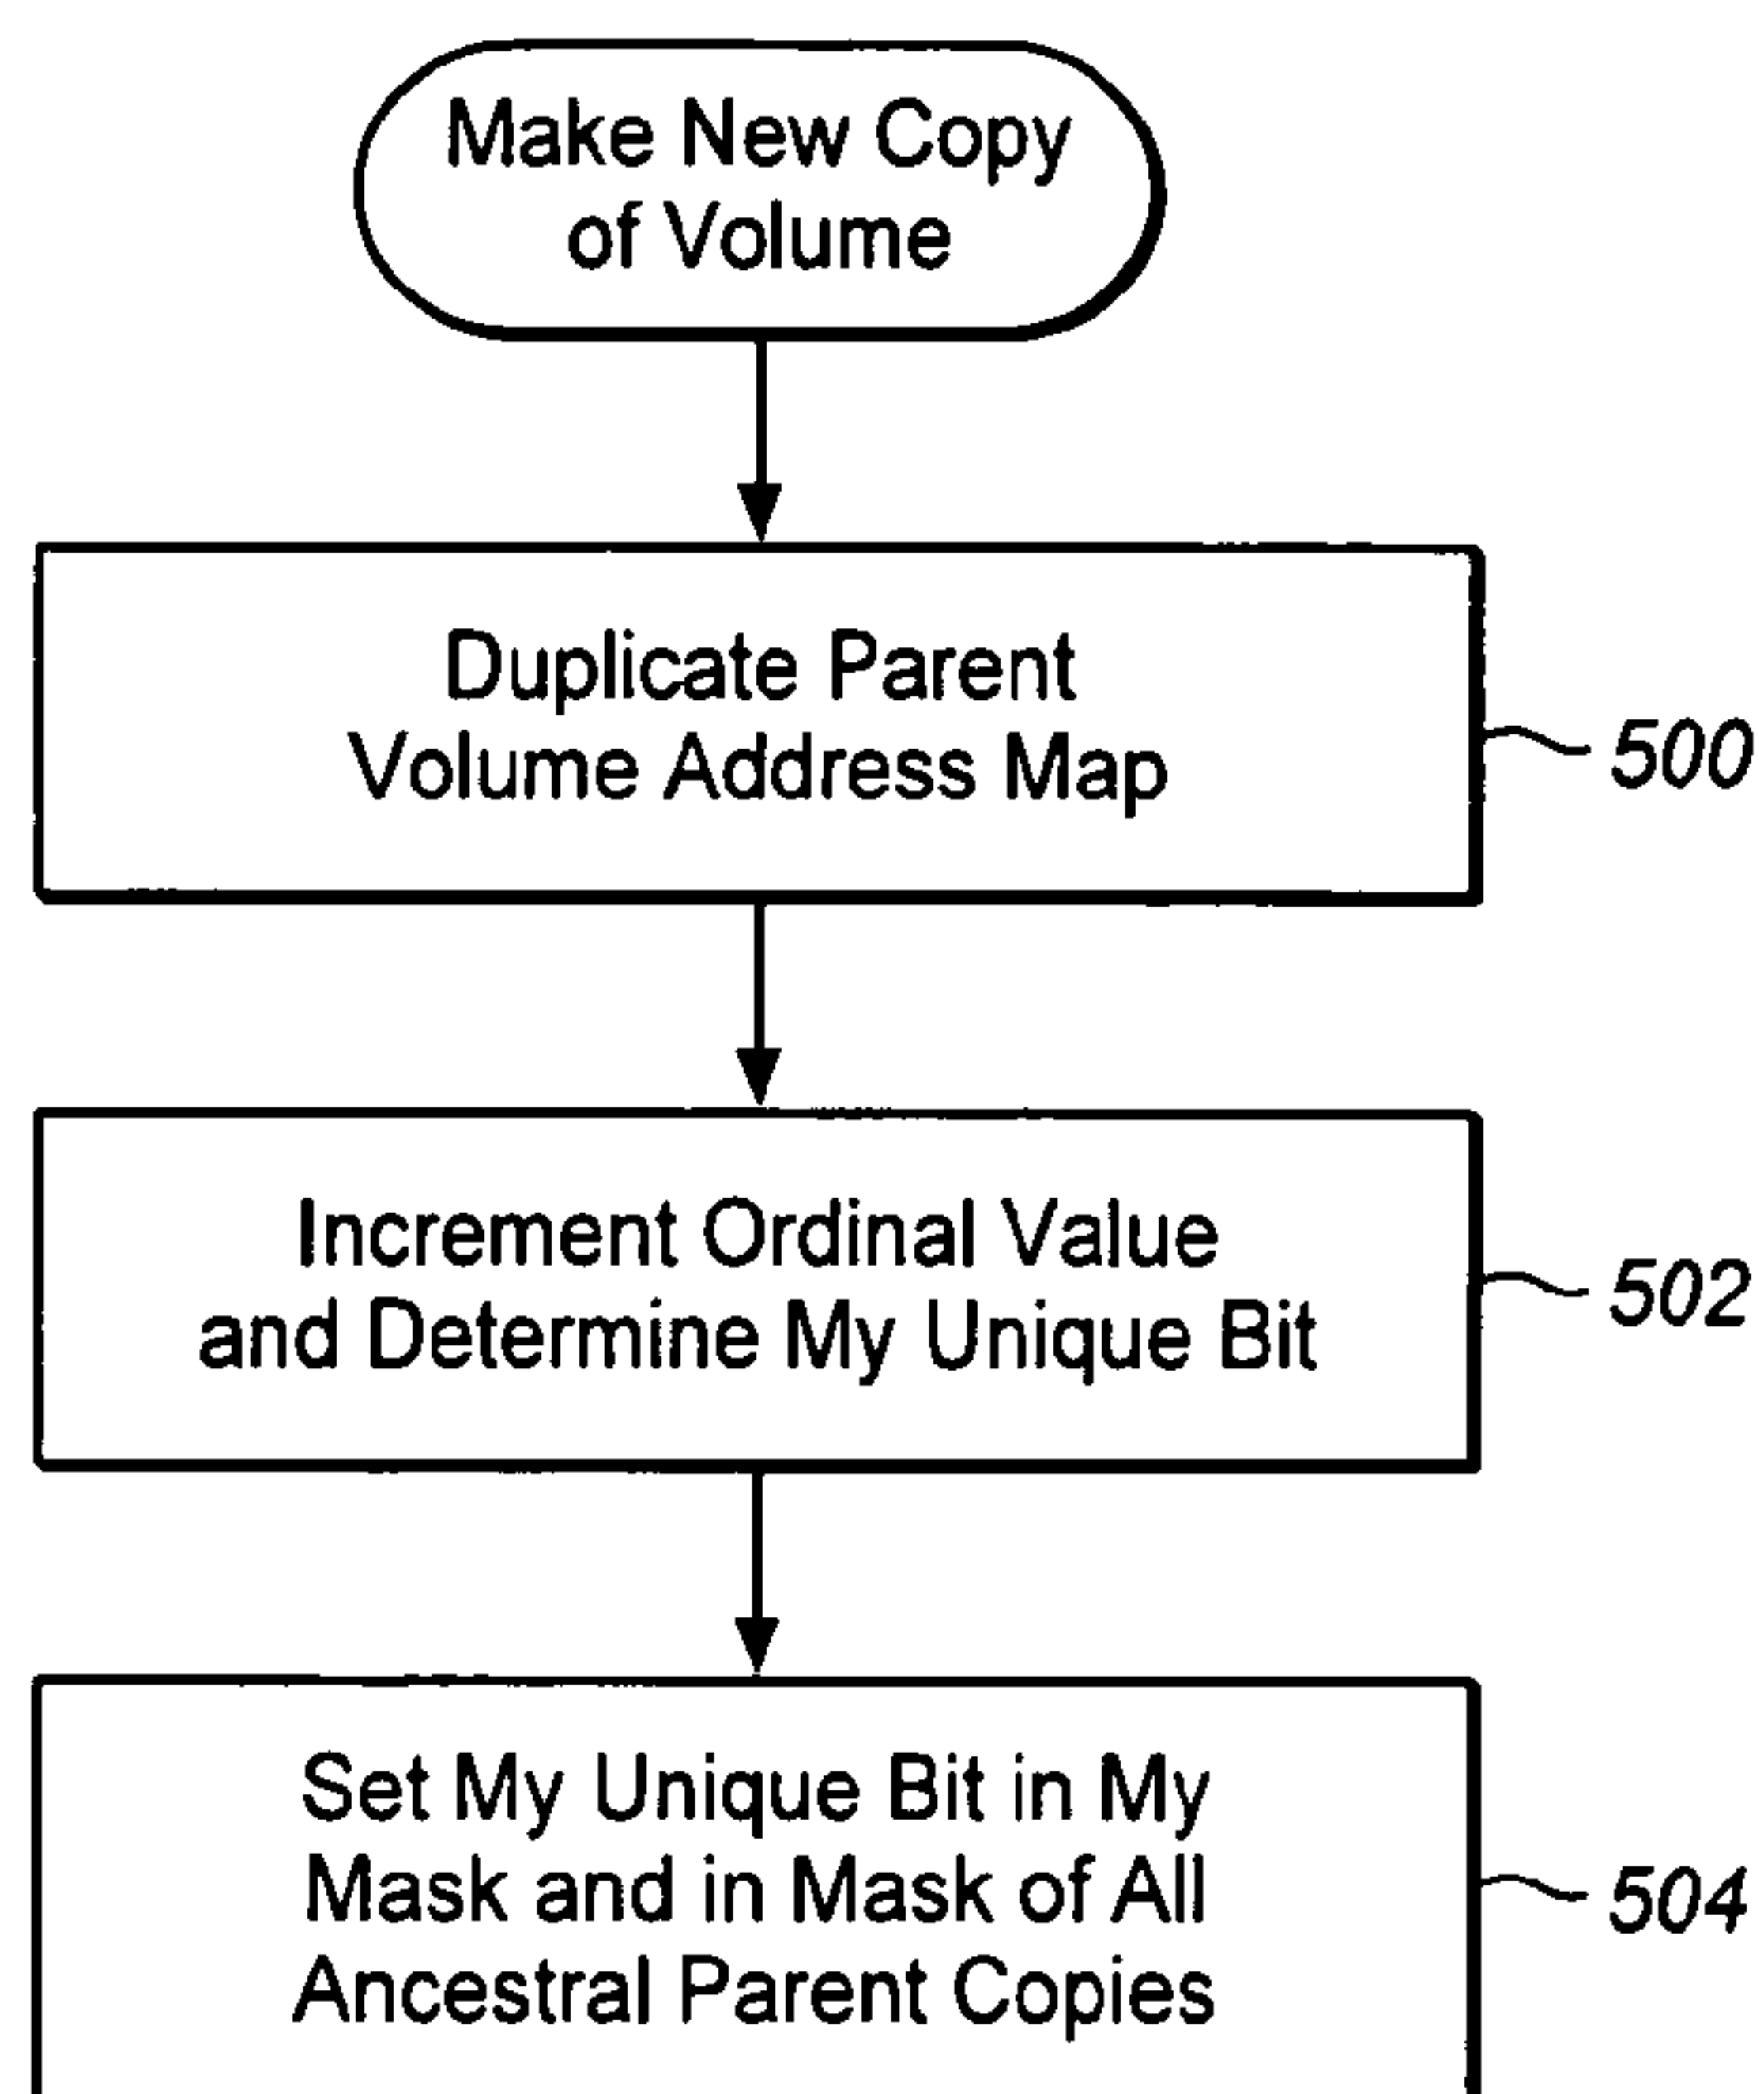 Make New Copy
of Volume
Duplicate Parent
Volume Address Map
500
Increment Ordinal Value
and Determine My Unique Bit
502
Set My Unique Bit in My
Mask and in Mask of All
Ancestral Parent Copies
504